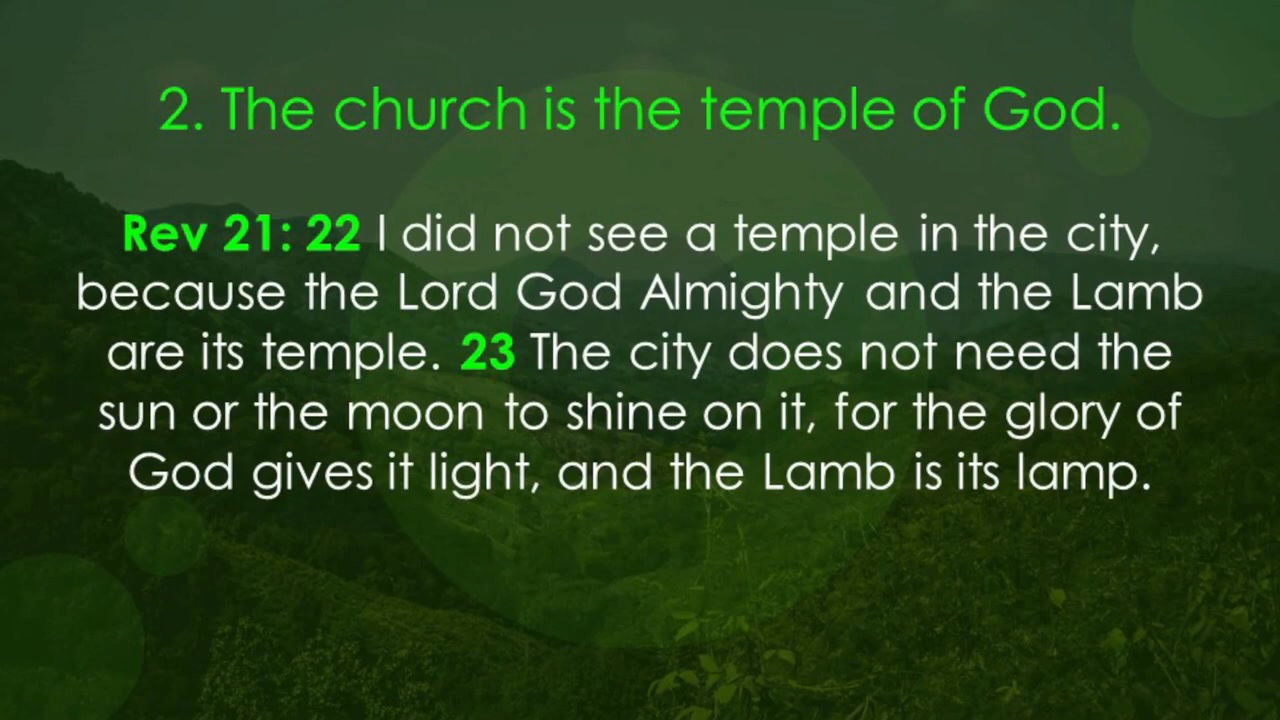 2. The church is the temple of God.
Rev 21: 22 I did not see a temple in the city,
because the Lord God Almighty and the Lamb
are its temple. 23 The city does not need the
sun or the moon to shine on it, for the glory of
God gives it light, and the Lamb is its lamp.